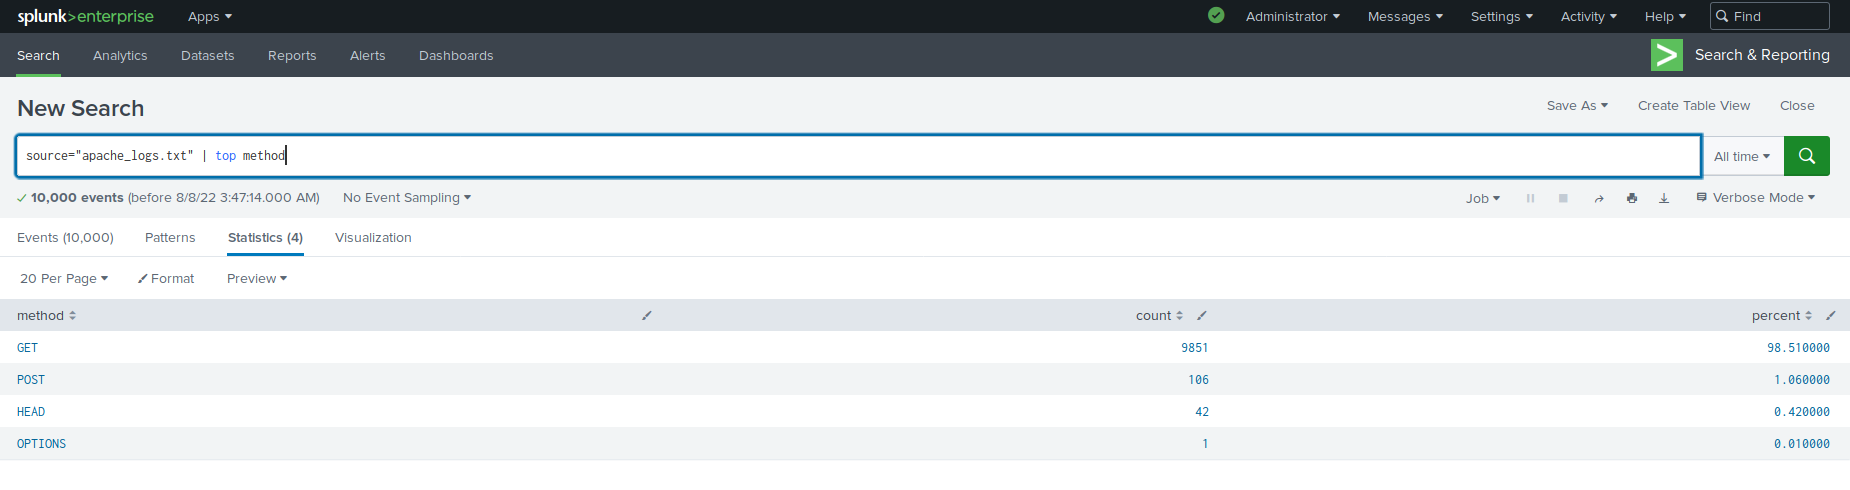 splunk>enterprise Apps Administrator Messages Settings Activity Help Find
Search Analytics Datasets Reports Alerts Dashboards Search & Reporting
New Search Save As Create Table View Close
source="apache_logs.txt" | top method All time
10,000 events (before 8/8/22 3:47:14.000 AM) No Event Sampling Job Verbose Mode
Events (10,000) Patterns Statistics (4) Visualization
20 Per Page Format Preview
method count percent
GET 9851 98.510000
POST 106 1.060000
HEAD 42 0.420000
OPTIONS 1 0.010000